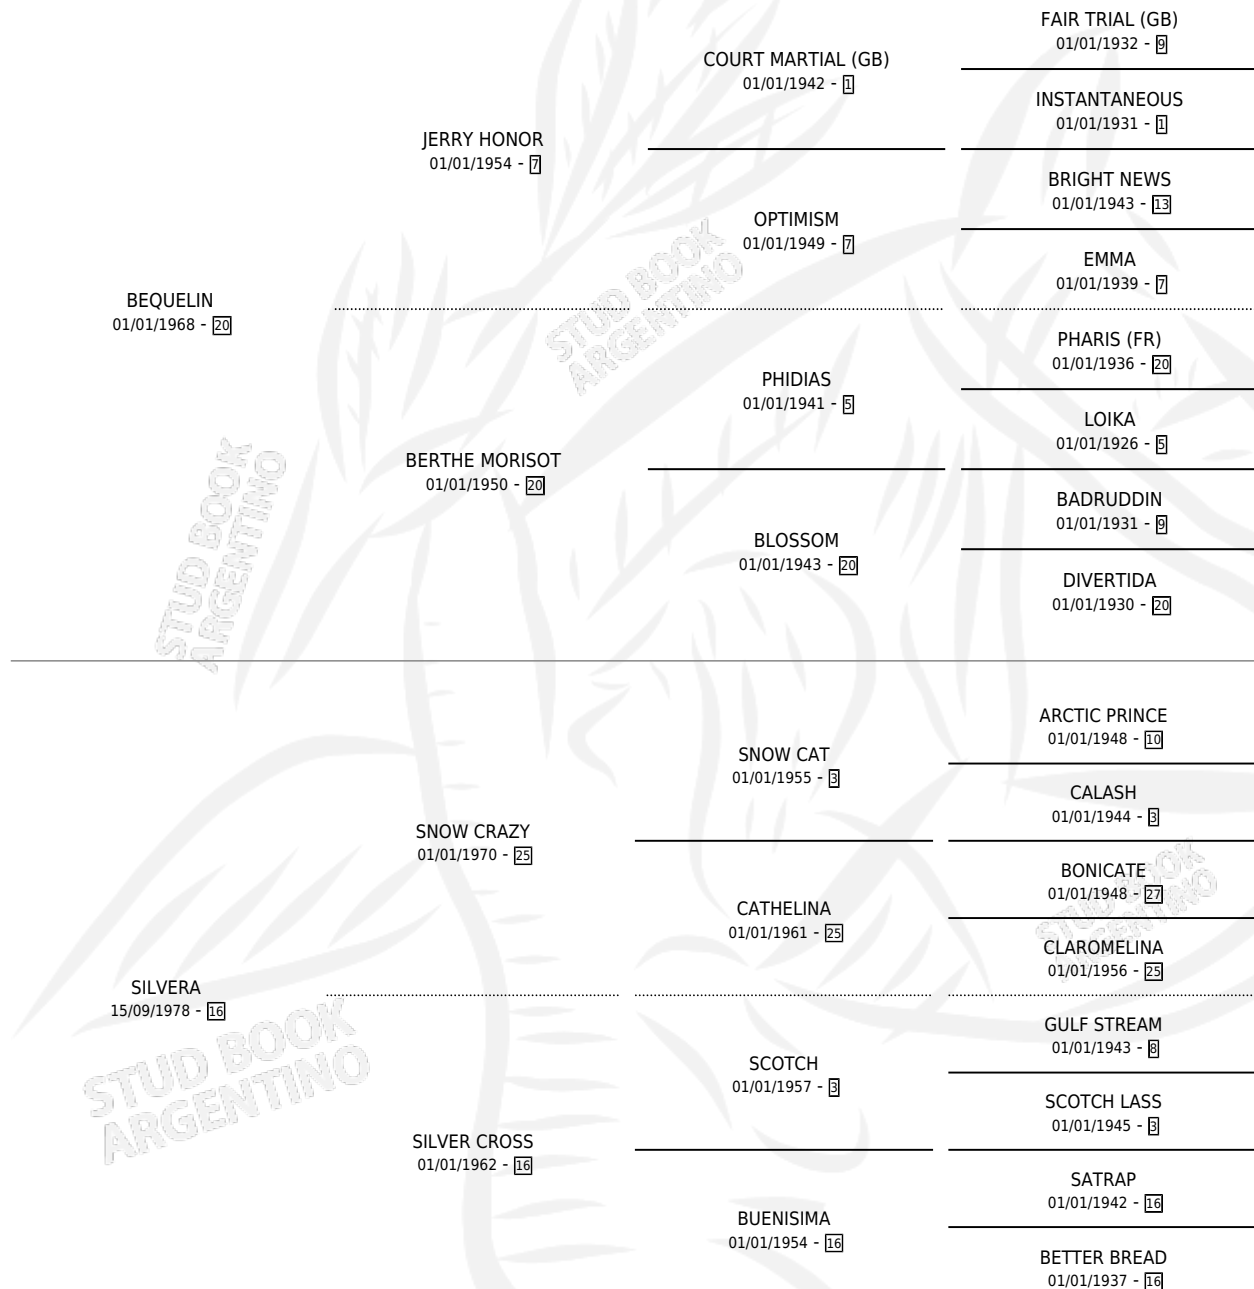 FAIR TRIAL (GB)
01/01/1932 - 9
COURT MARTIAL (GB)
01/01/1942 - 1
INSTANTANEOUS
01/01/1931 - 1
JERRY HONOR
01/01/1954 - 7
BRIGHT NEWS
01/01/1943 - 13
OPTIMISM
01/01/1949 - 7
EMMA
01/01/1939 - 7
BEQUELIN
01/01/1968 - 20
PHARIS (FR)
01/01/1936 - 20
PHIDIAS
01/01/1941 - 5
LOIKA
01/01/1926 - 5
BERTHE MORISOT
01/01/1950 - 20
BADRUDDIN
01/01/1931 - 9
BLOSSOM
01/01/1943 - 20
DIVERTIDA
01/01/1930 - 20
ARCTIC PRINCE
01/01/1948 - 10
SNOW CAT
01/01/1955 - 3
CALASH
01/01/1944 - 3
SNOW CRAZY
01/01/1970 - 25
BONICATE
01/01/1948 - 27
CATHELINA
01/01/1961 - 25
CLAROMELINA
01/01/1956 - 25
SILVERA
15/09/1978 - 16
GULF STREAM
01/01/1943 - 8
SCOTCH
01/01/1957 - 3
SCOTCH LASS
01/01/1945 - 3
SILVER CROSS
01/01/1962 - 16
SATRAP
01/01/1942 - 16
BUENISIMA
01/01/1954 - 16
BETTER BREAD
01/01/1937 - 16
STUD BOOK
ARGENTINO
STUD BOOK
ARGENTINO
STUD BOOK
ARGENTINO
STUD BOOK
ARGENTINO